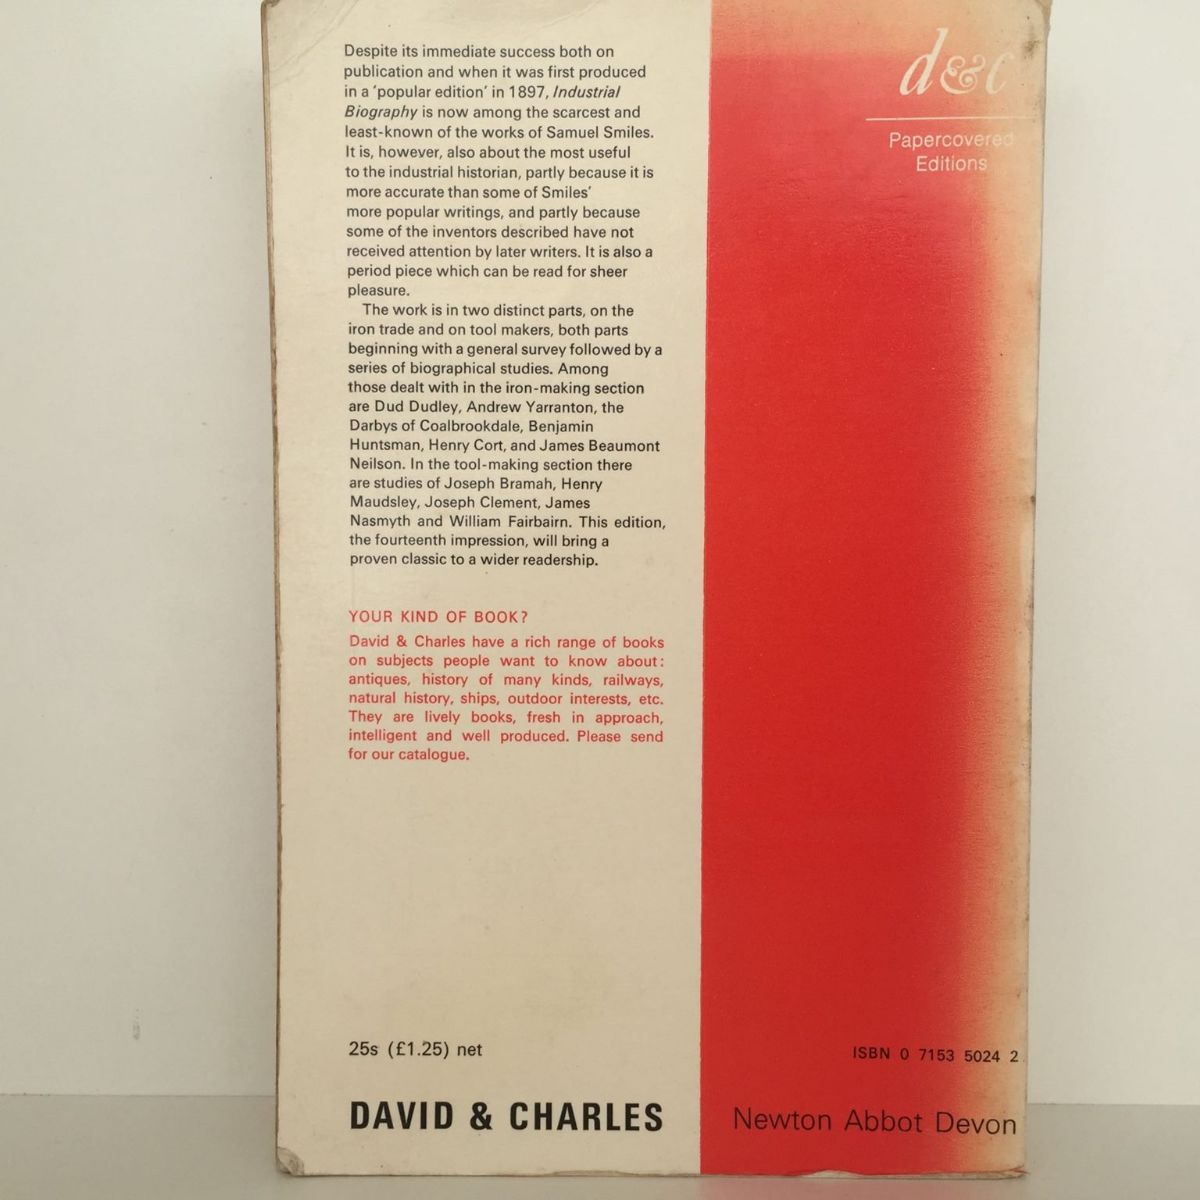 Despite its immediate success both on
publication and when it was first produced
in a 'popular edition' in 1897, Industrial
Biography is now among the scarcest and
least-known of the works of Samuel Smiles.
It is, however, also about the most useful
to the industrial historian, partly because it is
more accurate than some of Smiles'
more popular writings, and partly because
some of the inventors described have not
received attention by later writers. It is also a
period piece which can be read for sheer
pleasure.
The work is in two distinct parts, on the
iron trade and on tool makers, both parts
beginning with a general survey followed by a
series of biographical studies. Among
those dealt with in the iron-making section
are Dud Dudley, Andrew Yarranton, the
Darbys of Coalbrookdale, Benjamin
Huntsman, Henry Cort, and James Beaumont
Neilson. In the tool-making section there
are studies of Joseph Bramah, Henry
Maudsley, Joseph Clement, James
Nasmyth and William Fairbairn. This edition,
the fourteenth impression, will bring a
proven classic to a wider readership.
YOUR KIND OF BOOK?
David & Charles have a rich range of books
on subjects people want to know about:
antiques, history of many kinds, railways,
natural history, ships, outdoor interests, etc.
They are lively books, fresh in approach,
intelligent and well produced. Please send
for our catalogue.
25s (£1.25) net
DAVID & CHARLES
d&c
Papercovered
Editions
ISBN 0 7153 5024 2
Newton Abbot Devon